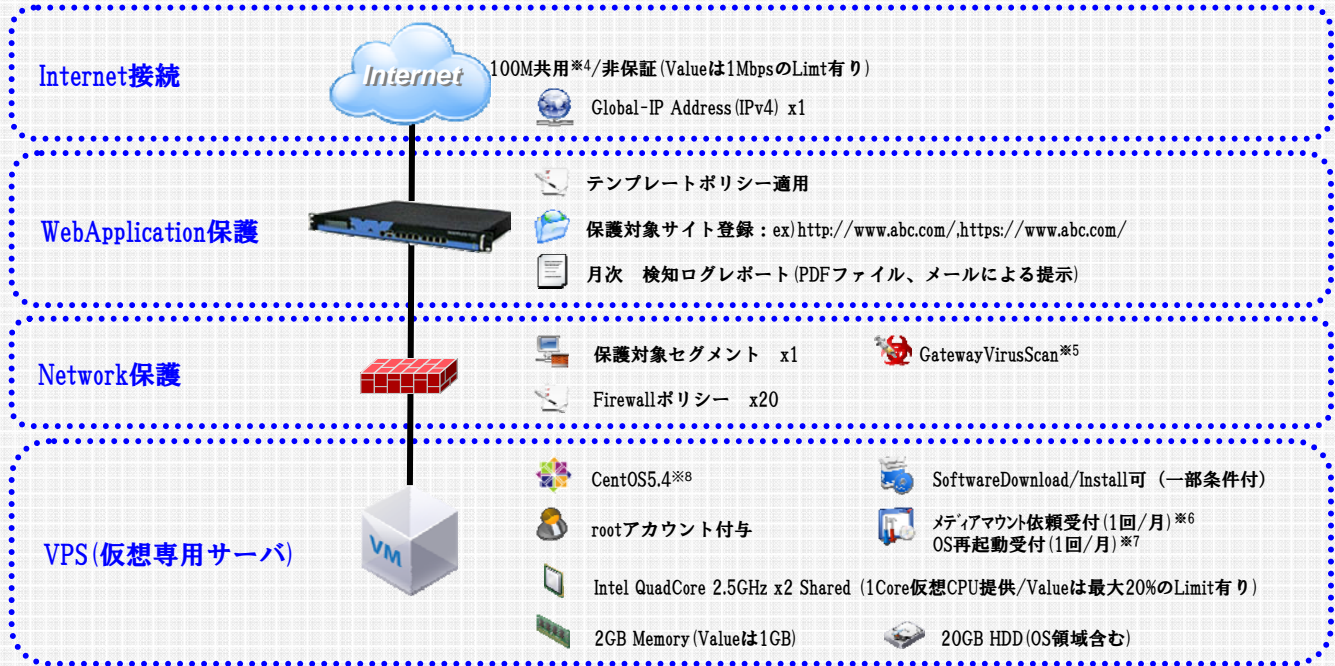 Internet接続
Internet
100M共用※4/非保証(Valueは1MbpsのLimt有り)
Global-IP Address(IPv4) x1
WebApplication保護
テンプレートポリシー適用
保護対象サイト登録：ex)http://www.abc.com/,https://www.abc.com/
月次　検知ログレポート(PDFファイル、メールによる提示)
Network保護
保護対象セグメント　x1
GatewayVirusScan※5
Firewallポリシー　x20
VPS(仮想専用サーバ)
VM
CentOS5.4※8
SoftwareDownload/Install可（一部条件付）
rootアカウント付与
メディアマウント依頼受付(1回/月)※6
OS再起動受付(1回/月)※7
Intel QuadCore 2.5GHz x2 Shared (1Core仮想CPU提供/Valueは最大20%のLimit有り)
2GB Memory(Valueは1GB)
20GB HDD(OS領域含む)